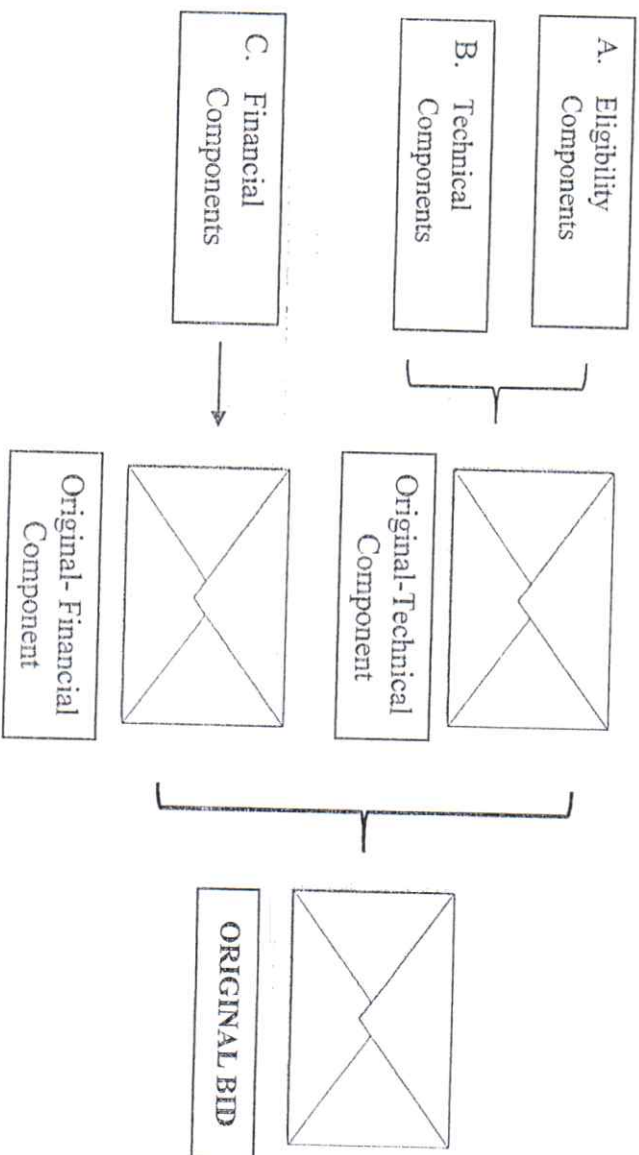 A. Eligibility
Components
B. Technical
Components
C. Financial
Components
Original-Technical
Component
Original- Financial
Component
ORIGINAL BID